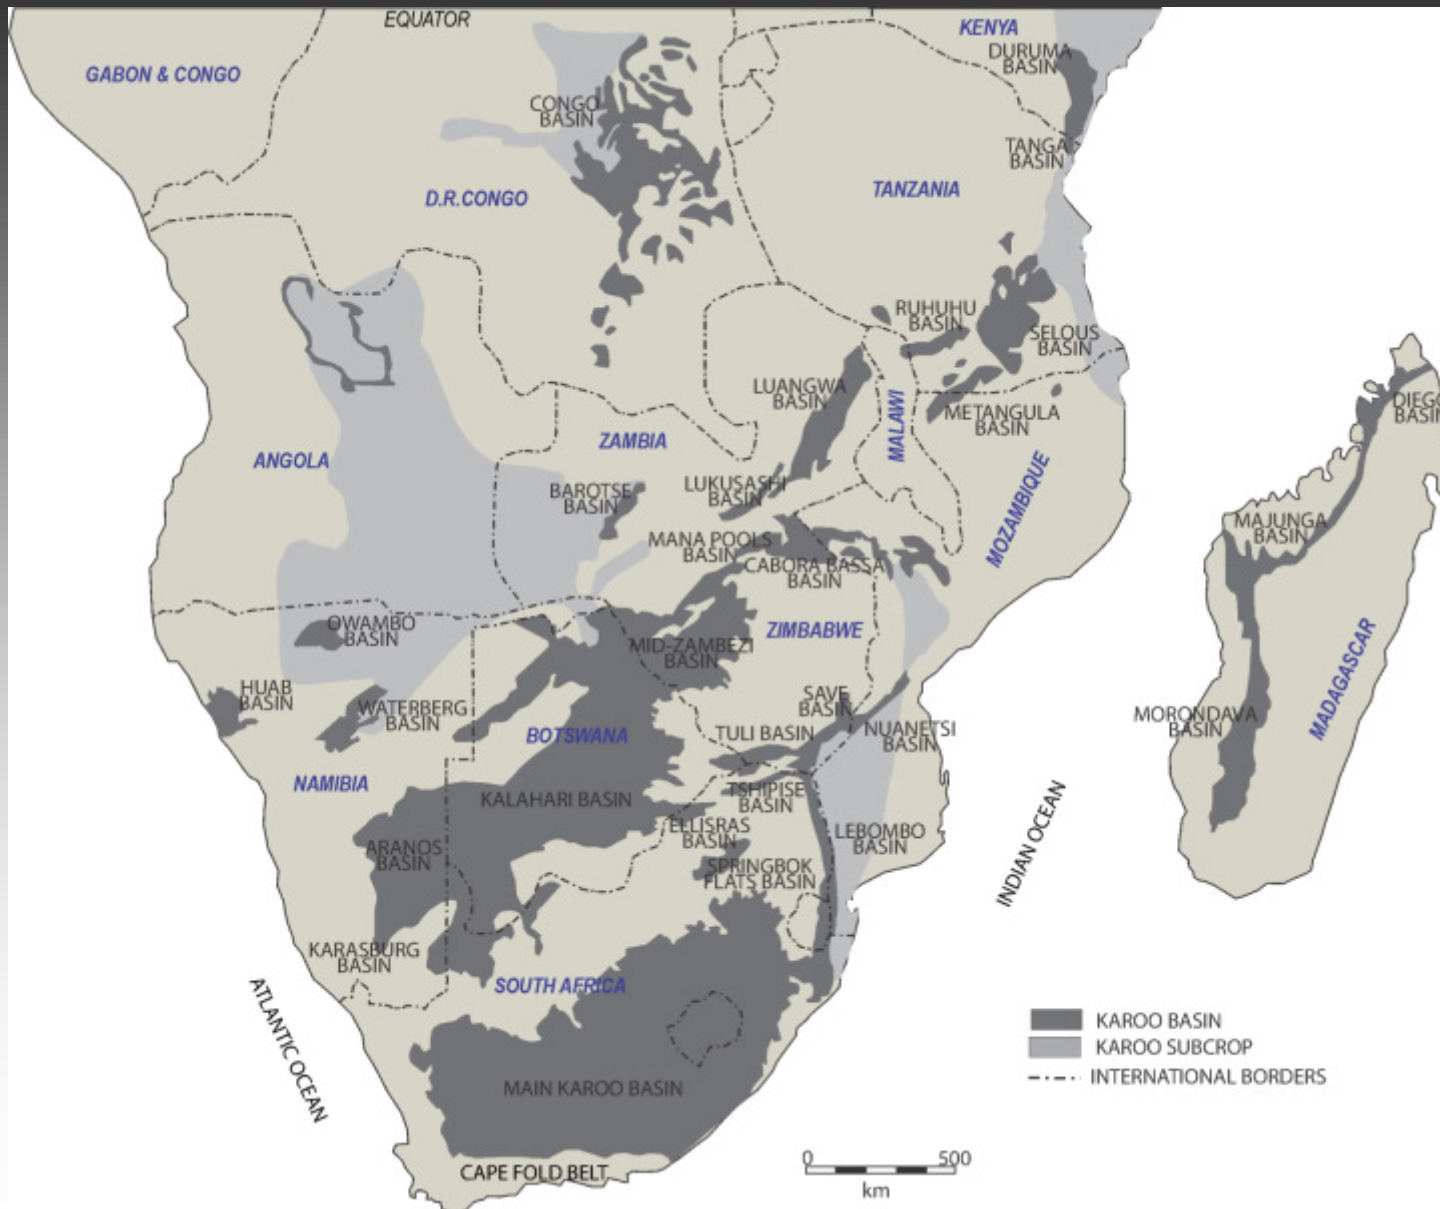 EQUATOR
KENYA
GABON & CONGO
DURUMA
BASIN
CONGO
BASIN
TANGA
BASIN
D.R.CONGO
TANZANIA
RUHUHU
BASIN
SELOUS
BASIN
LUANGWA
BASIN
MALAWI
METANGULA
BASIN
DIEGO
BASIN
ANGOLA
ZAMBIA
BAROTSE
BASIN
LUKUSASHI
BASIN
MOZAMBIQUE
MAJUNGA
BASIN
MANA POOLS
BASIN
CABORA BASSA
BASIN
OWAMBO
BASIN
MID-ZAMBEZI
BASIN
ZIMBABWE
MADAGASCAR
HUAB
BASIN
WATERBERG
BASIN
SAVE
BASIN
MORONDAVA
BASIN
BOTSWANA
TULI BASIN
NUANETSI
BASIN
NAMIBIA
KALAHARI BASIN
TSHIPISE
BASIN
ELLISRAS
BASIN
LEBOMBO
BASIN
INDIAN OCEAN
ARANOS
BASIN
SPRINGBOK
FLATS BASIN
KARASBURG
BASIN
SOUTH AFRICA
ATLANTIC OCEAN
KAROO BASIN
KAROO SUBCROP
INTERNATIONAL BORDERS
MAIN KAROO BASIN
CAPE FOLD BELT
0 500
km